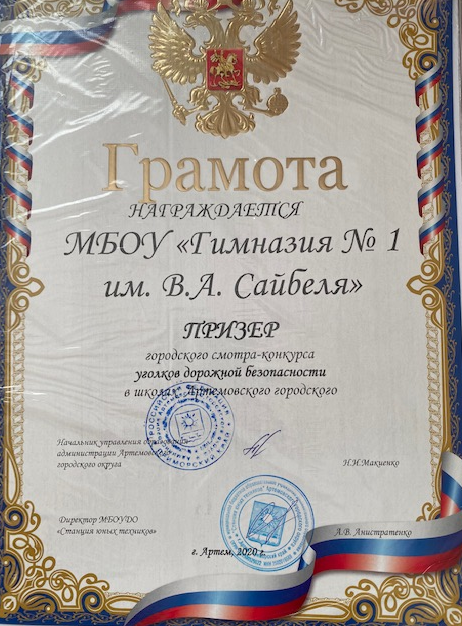 Грамота
НАГРАЖДАЕТСЯ
МБОУ «Гимназия № 1
им. В.А. Сайбеля»
ПРИЗЕР
городского смотра-конкурса
уголков дорожной безопасности
в школах Артемовского городского
Начальник управления образования
администрации Артемовского
городского округа
Н.И.Макиенко
Директор МБОУДО
«Станция юных техников»
А.В. Анистратенко
г. Артем, 2020 г.